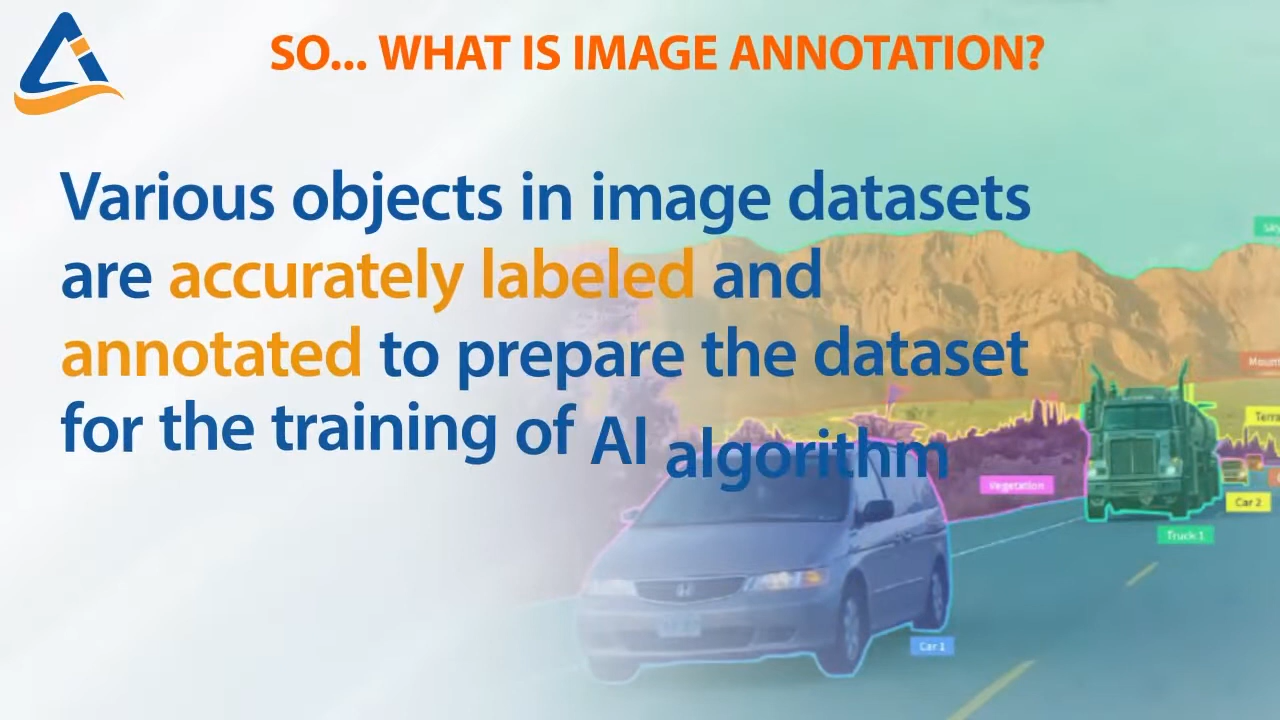 SO... WHAT IS IMAGE ANNOTATION?
Various objects in image datasets
are accurately labeled and
annotated to prepare the dataset
for the training of AI algorithm
Vegetation
Car 2
Truck 1
Car 1